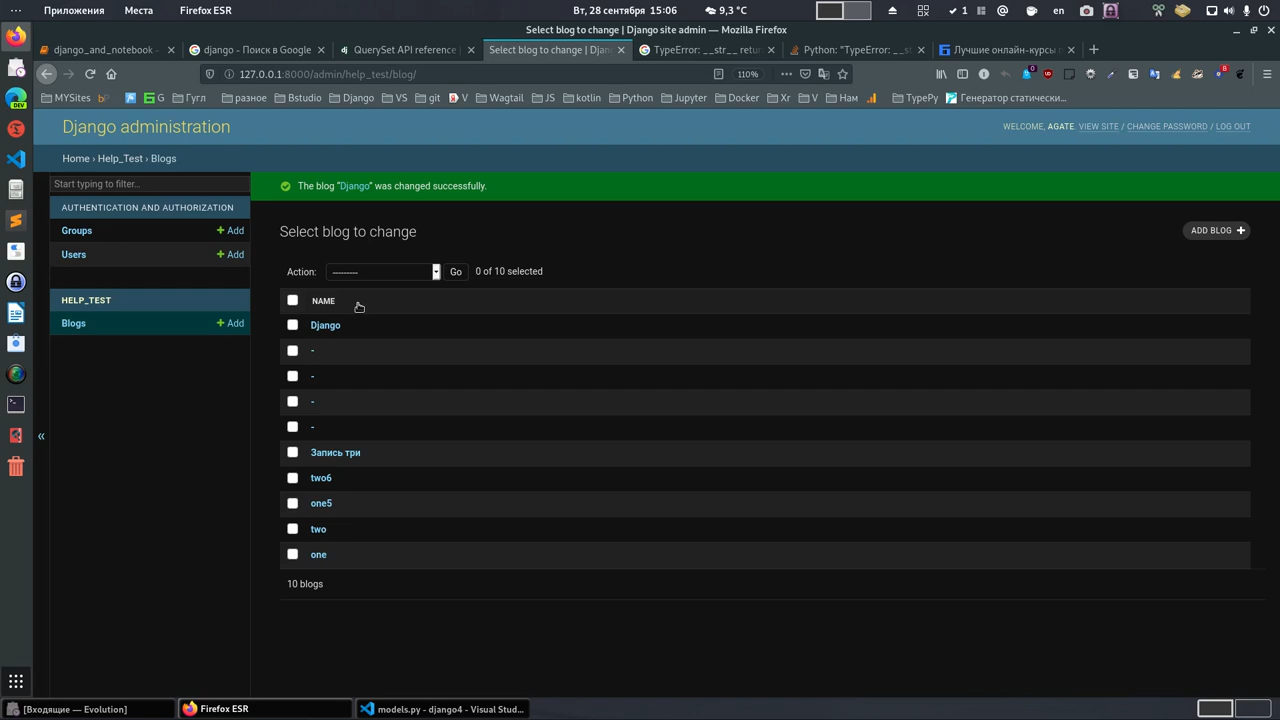 Приложения Места Firefox ESR Вт, 28 сентября 15:06 9,3 °C 1 en
Select blog to change | Django site admin — Mozilla Firefox
django_and_notebook - django - Поиск в Google QuerySet API reference | Select blog to change | Djan TypeError: __str__ retur Python: "TypeError: __st Лучшие онлайн-курсы п
127.0.0.1:8000/admin/help_test/blog/ 110% 0 8
MYSites G Гугл разное Bstudio Django VS git V Wagtail JS kotlin Python Jupyter Docker Xr V Нам TypePy Генератор статически...
Django administration
WELCOME, AGATE. VIEW SITE / CHANGE PASSWORD / LOG OUT
Home › Help_Test › Blogs
Start typing to filter...
AUTHENTICATION AND AUTHORIZATION
Groups + Add
Users + Add
HELP_TEST
Blogs + Add
«
The blog “Django” was changed successfully.
Select blog to change
ADD BLOG +
Action: --------- Go 0 of 10 selected
NAME
Django
-
-
-
-
Запись три
two6
one5
two
one
10 blogs
[Входящие — Evolution] Firefox ESR models.py - django4 - Visual Stud...